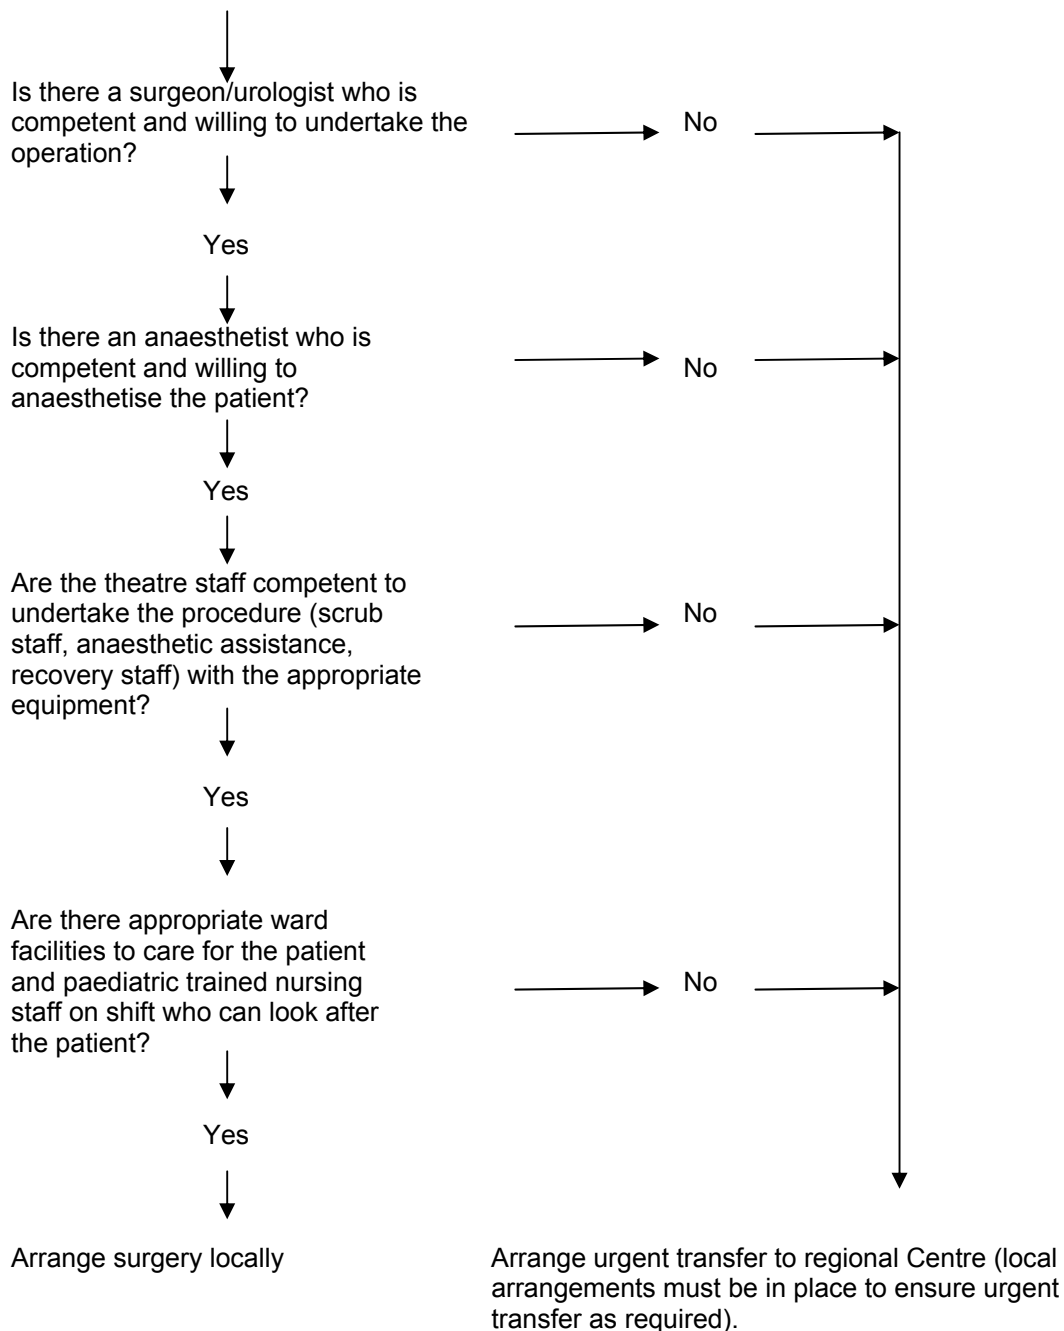 Is there a surgeon/urologist who is
competent and willing to undertake the
operation?
No
Yes
Is there an anaesthetist who is
competent and willing to
anaesthetise the patient?
No
Yes
Are the theatre staff competent to
undertake the procedure (scrub
staff, anaesthetic assistance,
recovery staff) with the appropriate
equipment?
No
Yes
Are there appropriate ward
facilities to care for the patient
and paediatric trained nursing
staff on shift who can look after
the patient?
No
Yes
Arrange surgery locally
Arrange urgent transfer to regional Centre (local
arrangements must be in place to ensure urgent
transfer as required).